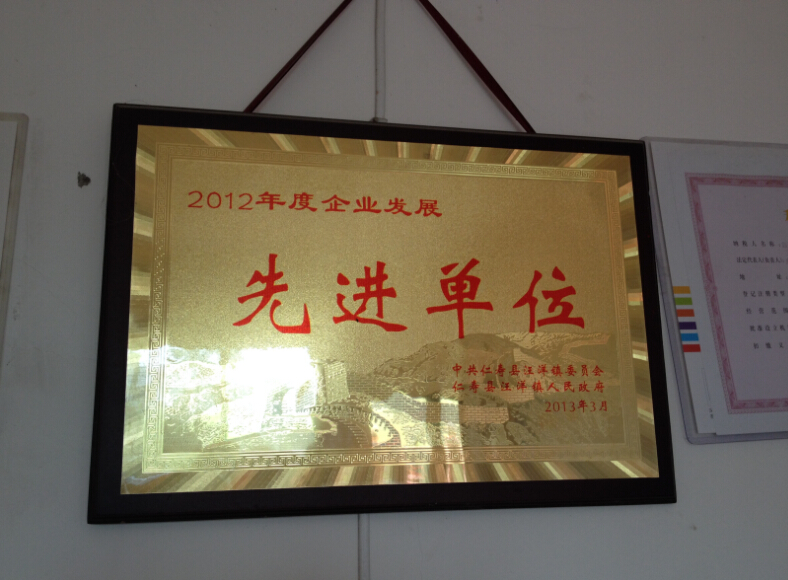 2012年度企业发展
先进单位
中共仁寿县汪洋镇委员会
仁寿县汪洋镇人民政府
2013年3月